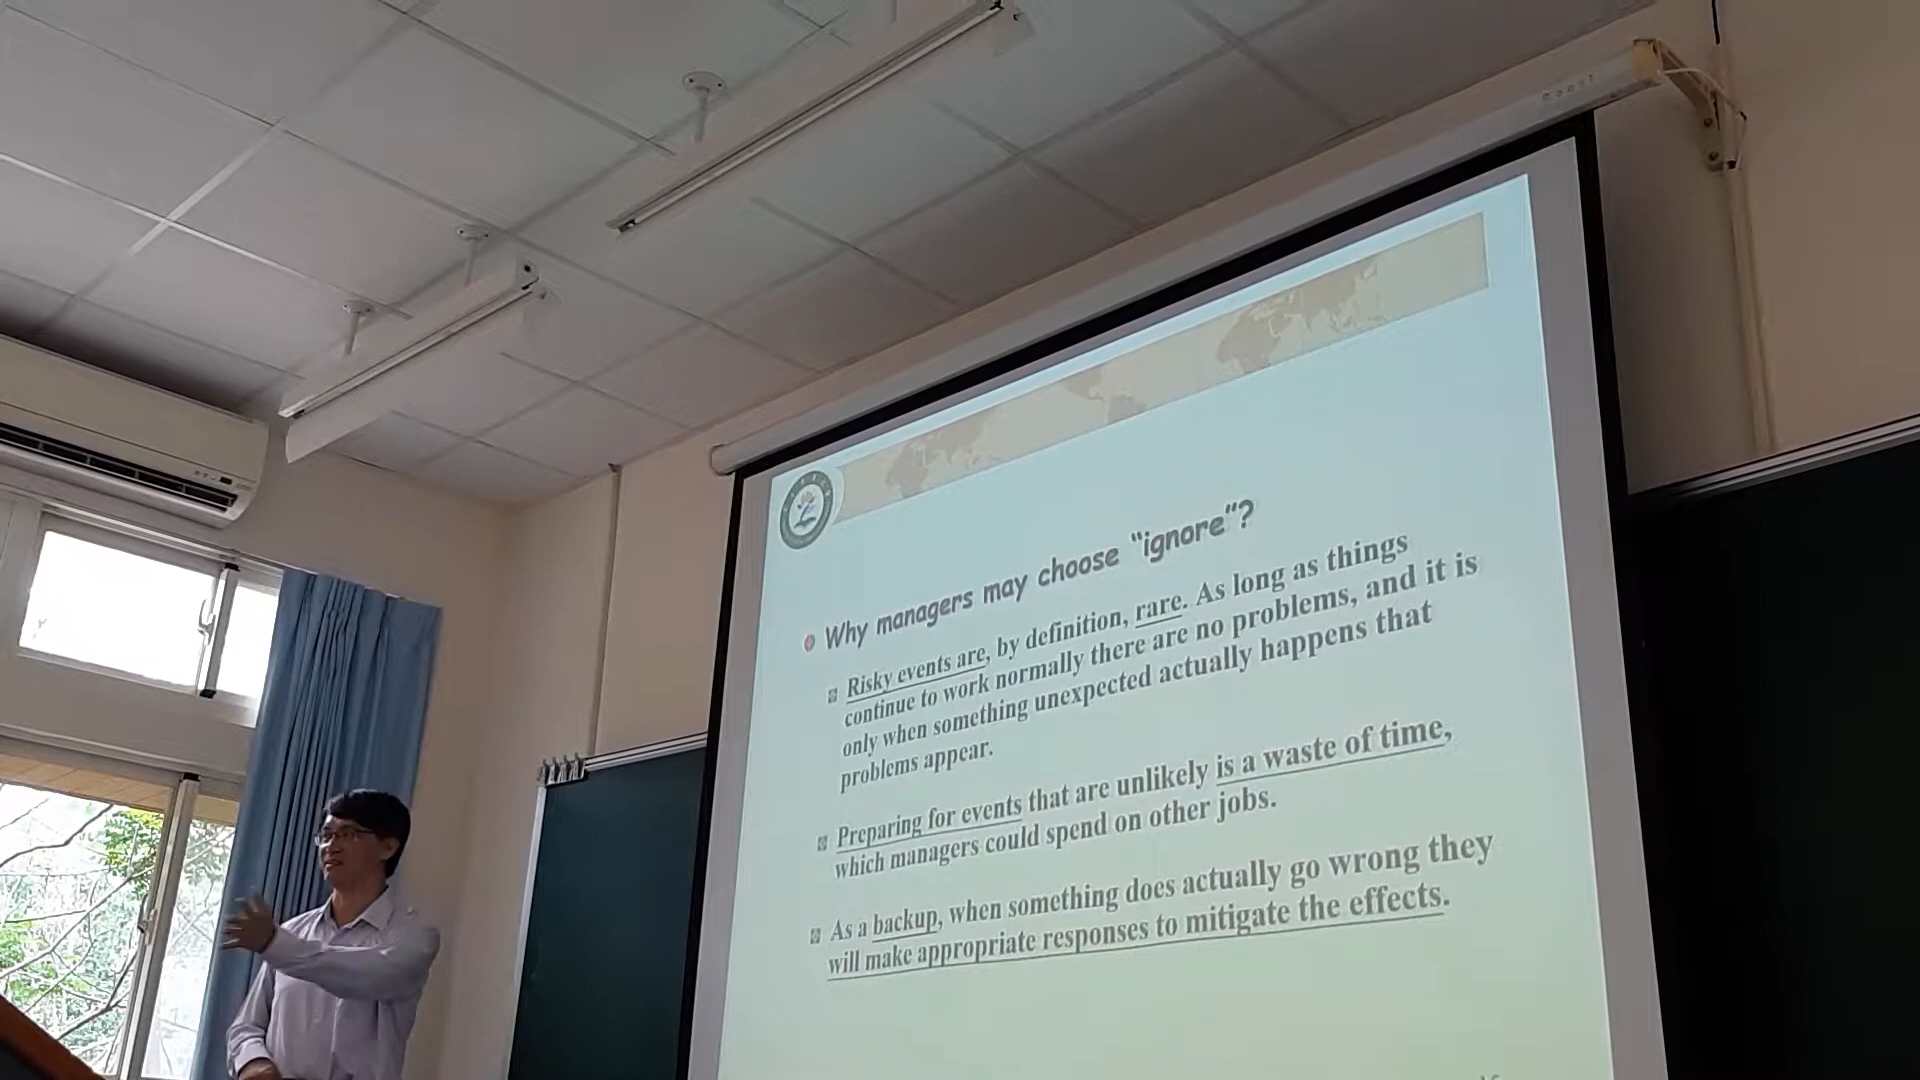 Why managers may choose "ignore"?
Risky events are, by definition, rare. As long as things
continue to work normally there are no problems, and it is
only when something unexpected actually happens that
problems appear.
Preparing for events that are unlikely is a waste of time,
which managers could spend on other jobs.
As a backup, when something does actually go wrong they
will make appropriate responses to mitigate the effects.